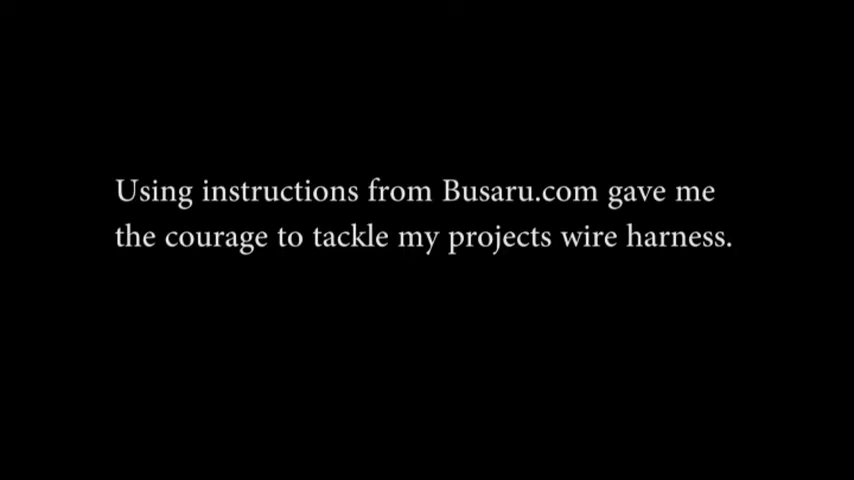 Using instructions from Busaru.com gave me
the courage to tackle my projects wire harness.